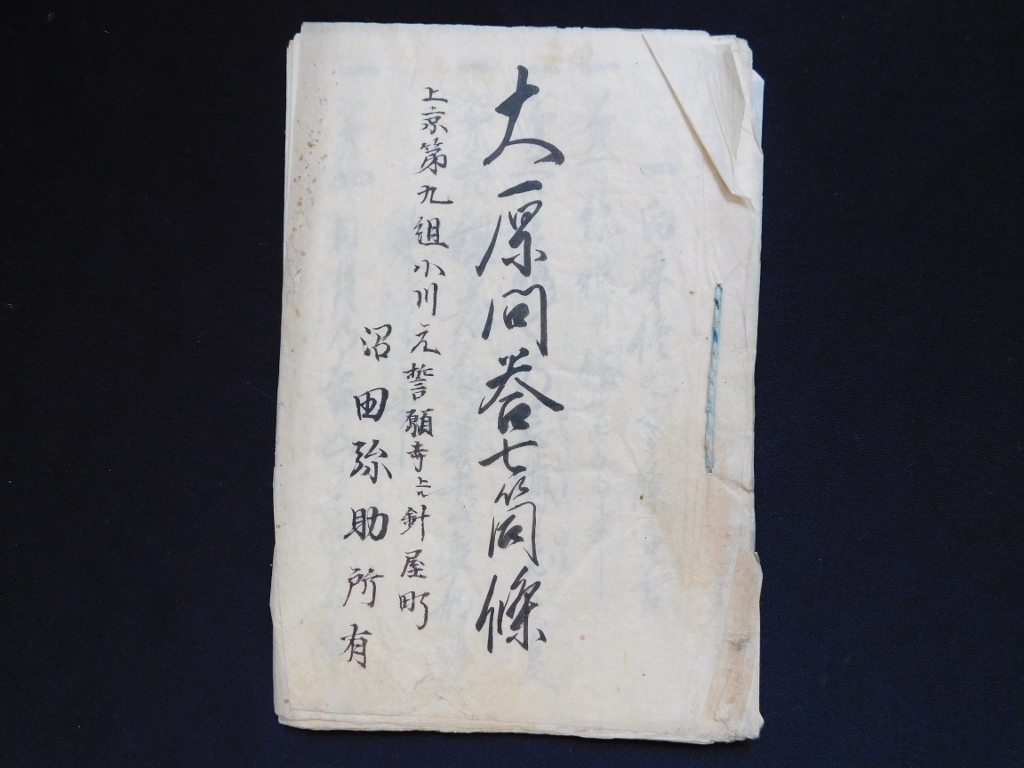 大原問答七箇條
上京第九組小川元誓願寺上ル針屋町
沼田弥助所有